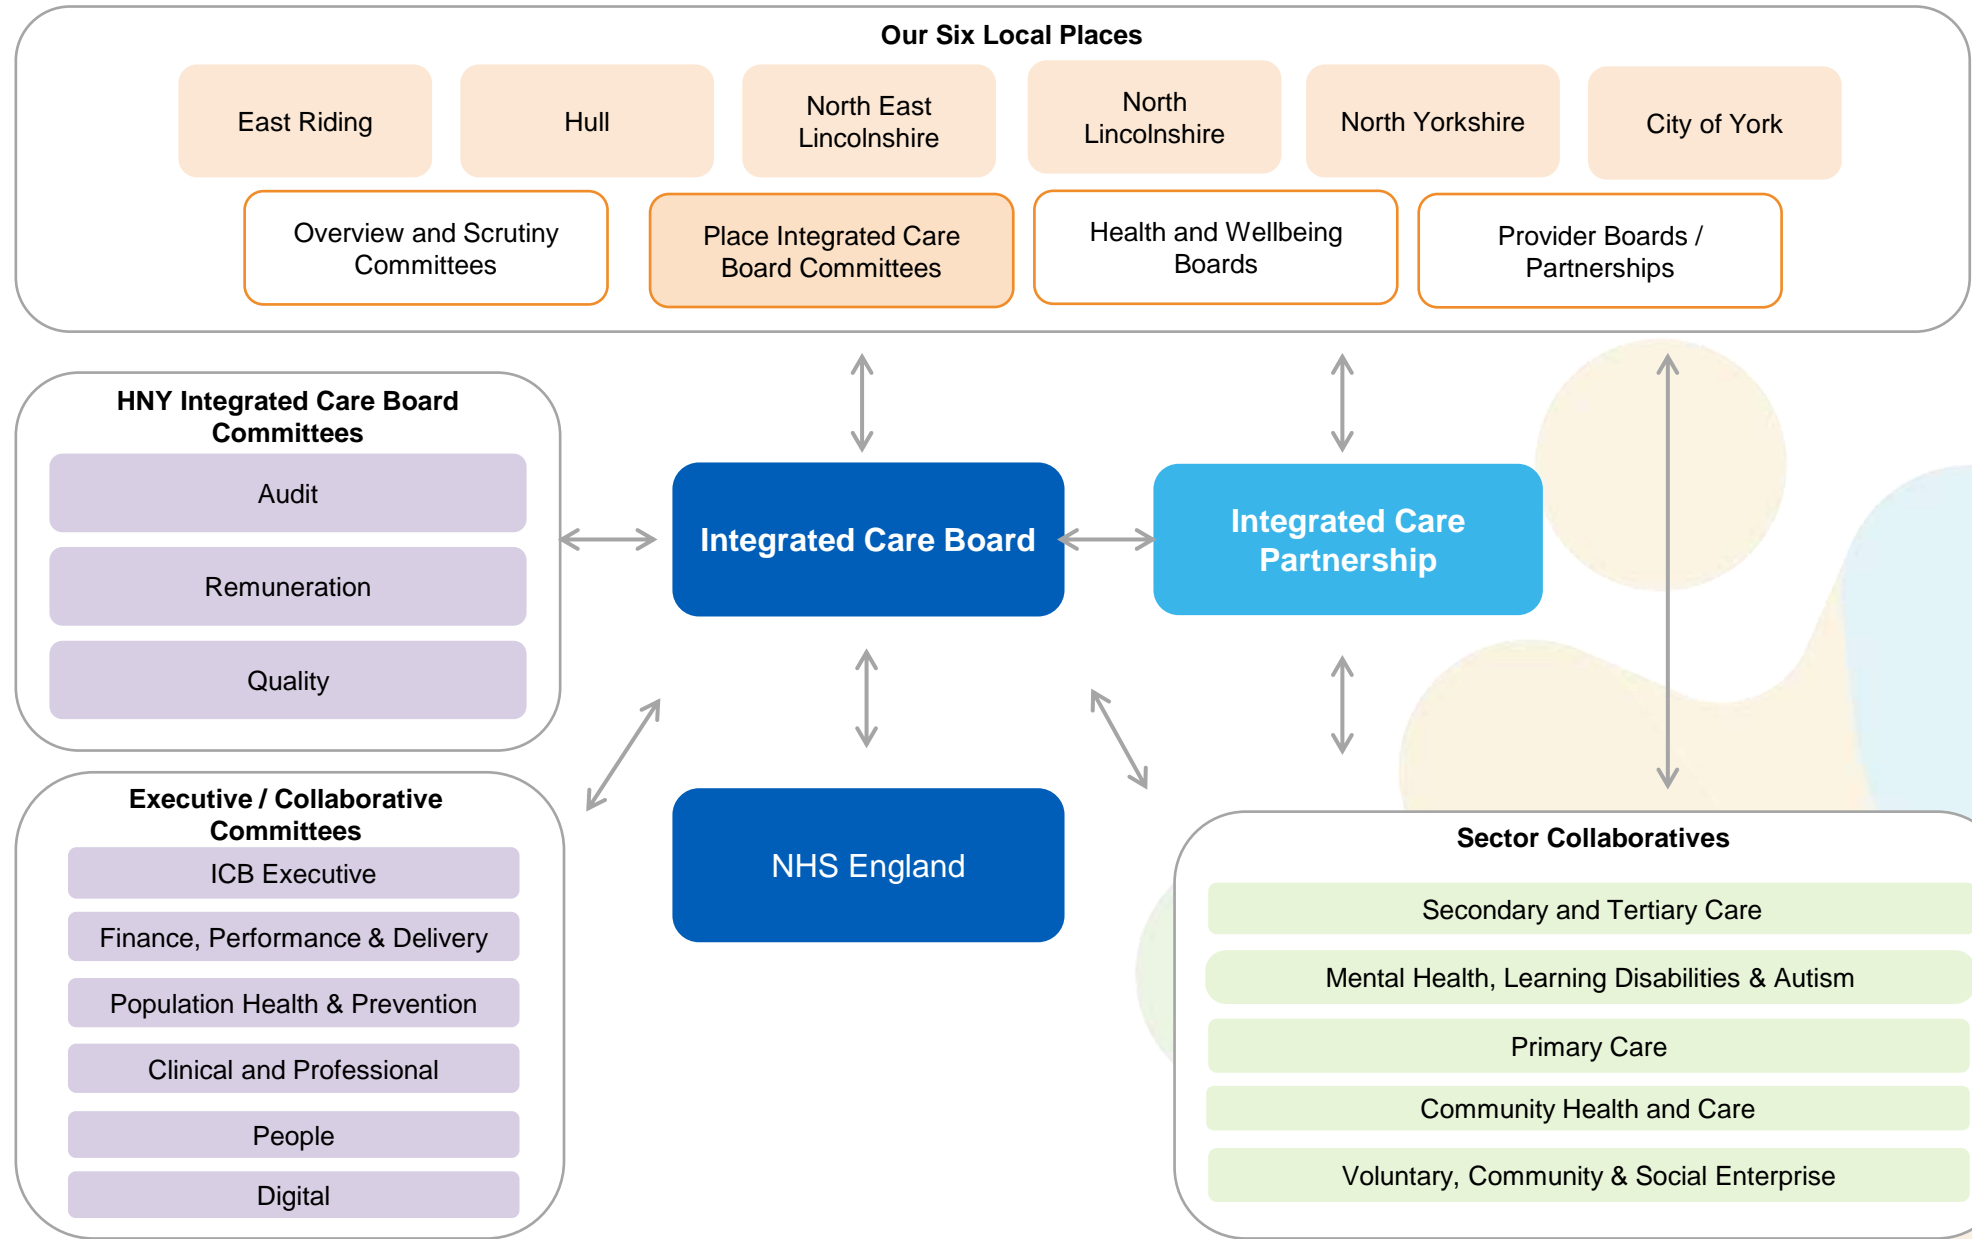 Our Six Local Places
East Riding
Hull
North East
Lincolnshire
North
Lincolnshire
North Yorkshire
City of York
Overview and Scrutiny
Committees
Place Integrated Care
Board Committees
Health and Wellbeing
Boards
Provider Boards /
Partnerships
HNY Integrated Care Board
Committees
Audit
Remuneration
Quality
Integrated Care Board
Integrated Care
Partnership
Executive / Collaborative
Committees
ICB Executive
Finance, Performance & Delivery
Population Health & Prevention
Clinical and Professional
People
Digital
NHS England
Sector Collaboratives
Secondary and Tertiary Care
Mental Health, Learning Disabilities & Autism
Primary Care
Community Health and Care
Voluntary, Community & Social Enterprise